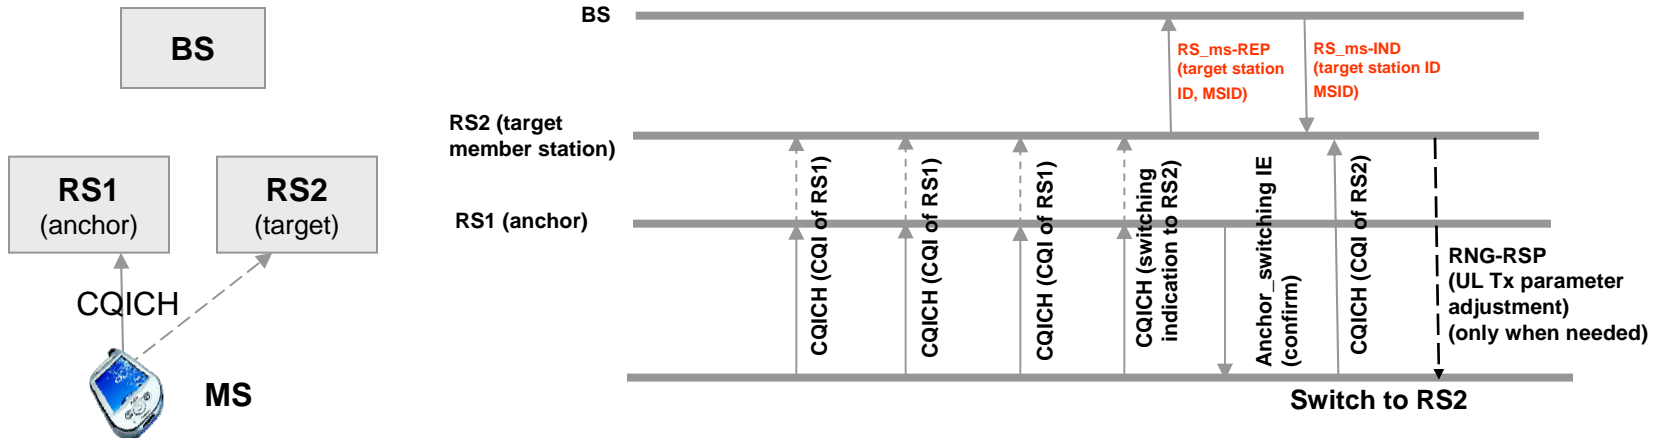 BS
RS1
(anchor)
RS2
(target)
CQICH
MS
BS
RS_ms-REP
(target station
ID, MSID)
RS_ms-IND
(target station ID
MSID)
RS2 (target
member station)
RS1 (anchor)
CQICH (CQI of RS1)
CQICH (CQI of RS1)
CQICH (CQI of RS1)
CQICH (switching
indication to RS2)
Anchor_switching IE
(confirm)
CQICH (CQI of RS2)
RNG-RSP
(UL Tx parameter
adjustment)
(only when needed)
Switch to RS2